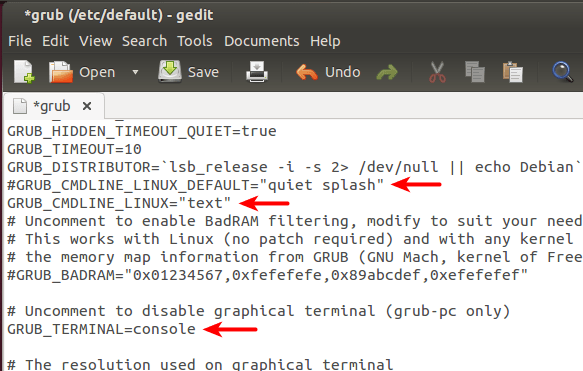 *grub (/etc/default) - gedit
File Edit View Search Tools Documents Help
Open Save Undo
*grub
GRUB_HIDDEN_TIMEOUT_QUIET=true
GRUB_TIMEOUT=10
GRUB_DISTRIBUTOR=`lsb_release -i -s 2> /dev/null || echo Debian`
#GRUB_CMDLINE_LINUX_DEFAULT="quiet splash"
GRUB_CMDLINE_LINUX="text"
# Uncomment to enable BadRAM filtering, modify to suit your need
# This works with Linux (no patch required) and with any kernel
# the memory map information from GRUB (GNU Mach, kernel of Free
#GRUB_BADRAM="0x01234567,0xfefefefe,0x89abcdef,0xefefefef"
# Uncomment to disable graphical terminal (grub-pc only)
GRUB_TERMINAL=console
# The resolution used on graphical terminal